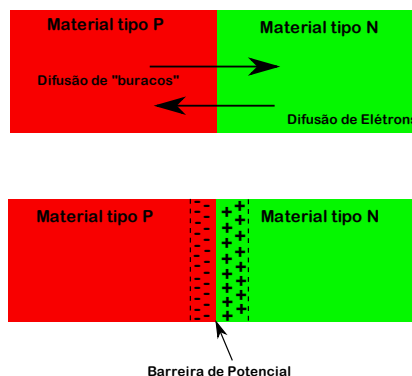 Material tipo P
Material tipo N
Difusão de "buracos"
Difusão de Elétrons
Material tipo P
Material tipo N
Barreira de Potencial